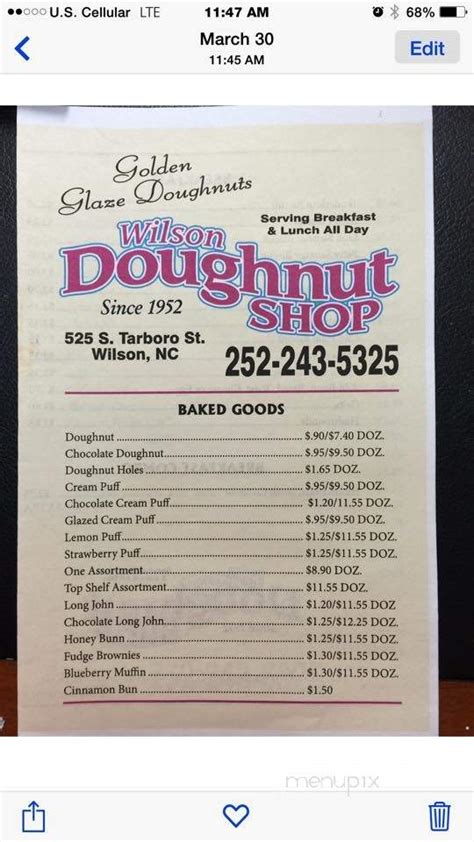 U.S. Cellular LTE 11:47 AM 68%
March 30
11:45 AM
Edit
Golden
Glaze Doughnuts
Serving Breakfast
& Lunch All Day
Wilson
Doughnut
SHOP
Since 1952
525 S. Tarboro St.
Wilson, NC
252-243-5325
BAKED GOODS
Doughnut ........ $.90/$7.40 DOZ.
Chocolate Doughnut........ $.95/$9.50 DOZ.
Doughnut Holes ........ $1.65 DOZ.
Cream Puff........ $.95/$9.50 DOZ.
Chocolate Cream Puff........ $1.20/11.55 DOZ.
Glazed Cream Puff ........ $.95/$9.50 DOZ.
Lemon Puff........ $1.25/$11.55 DOZ.
Strawberry Puff........ $1.25/$11.55 DOZ.
One Assortment........ $8.90 DOZ.
Top Shelf Assortment........ $11.55 DOZ.
Long John ........ $1.20/$11.55 DOZ
Chocolate Long John........ $1.25/$12.25 DOZ.
Honey Bunn ........ $1.25/$11.55 DOZ.
Fudge Brownies ........ $1.30/$11.55 DOZ.
Blueberry Muffin ........ $1.30/$11.55 DOZ.
Cinnamon Bun ........ $1.50
menupix